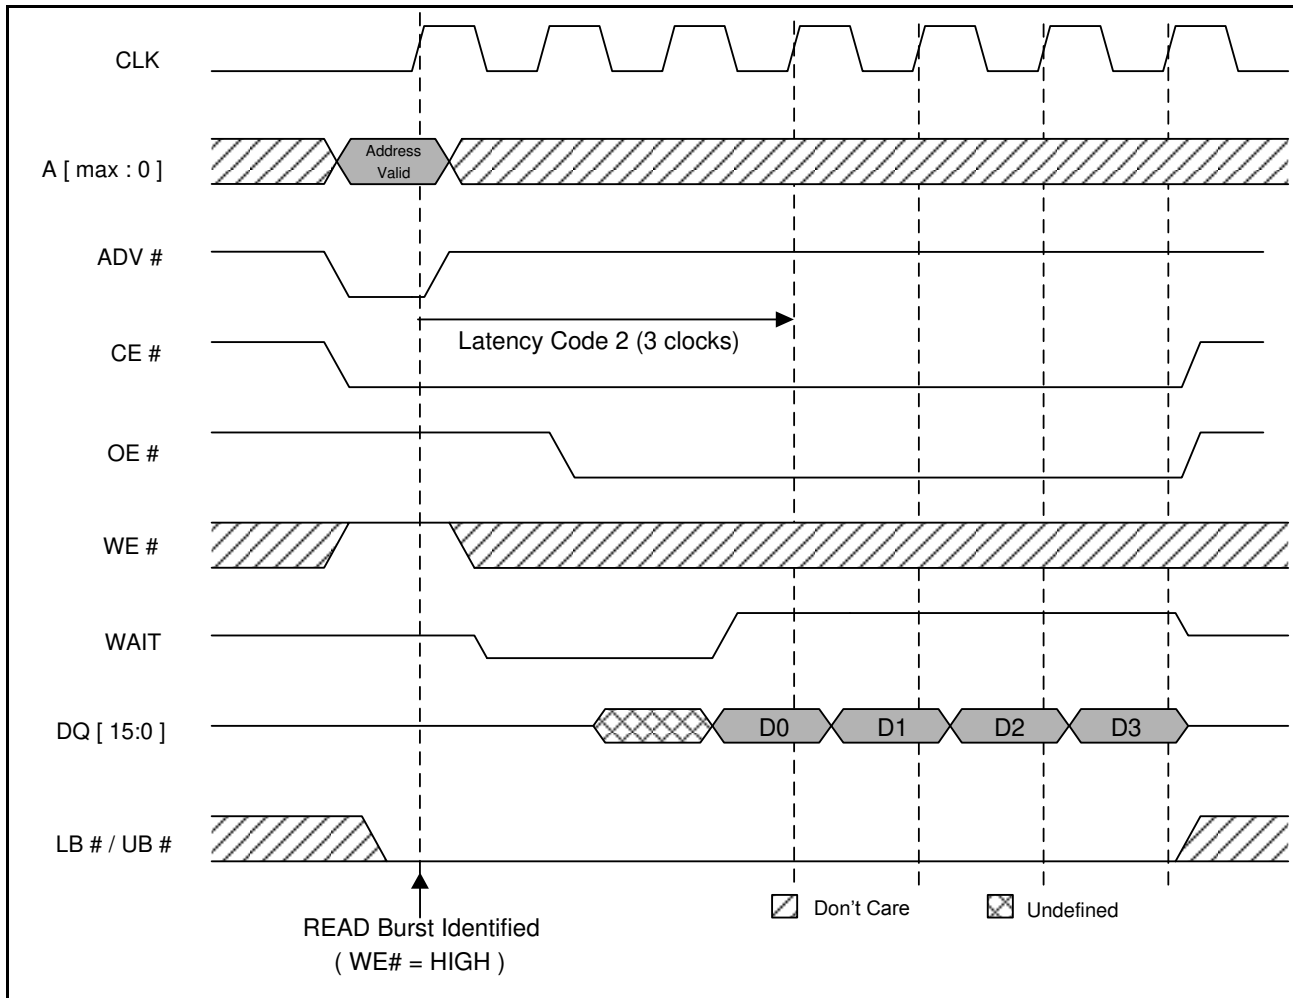 CLK
A [ max : 0 ]
Address
Valid
ADV #
Latency Code 2 (3 clocks)
CE #
OE #
WE #
WAIT
DQ [ 15:0 ]
D0
D1
D2
D3
LB # / UB #
Don't Care
Undefined
READ Burst Identified
( WE# = HIGH )